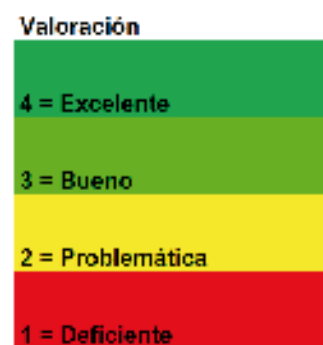 Valoración
4 = Excelente
3 = Bueno
2 = Problemática
1 = Deficiente